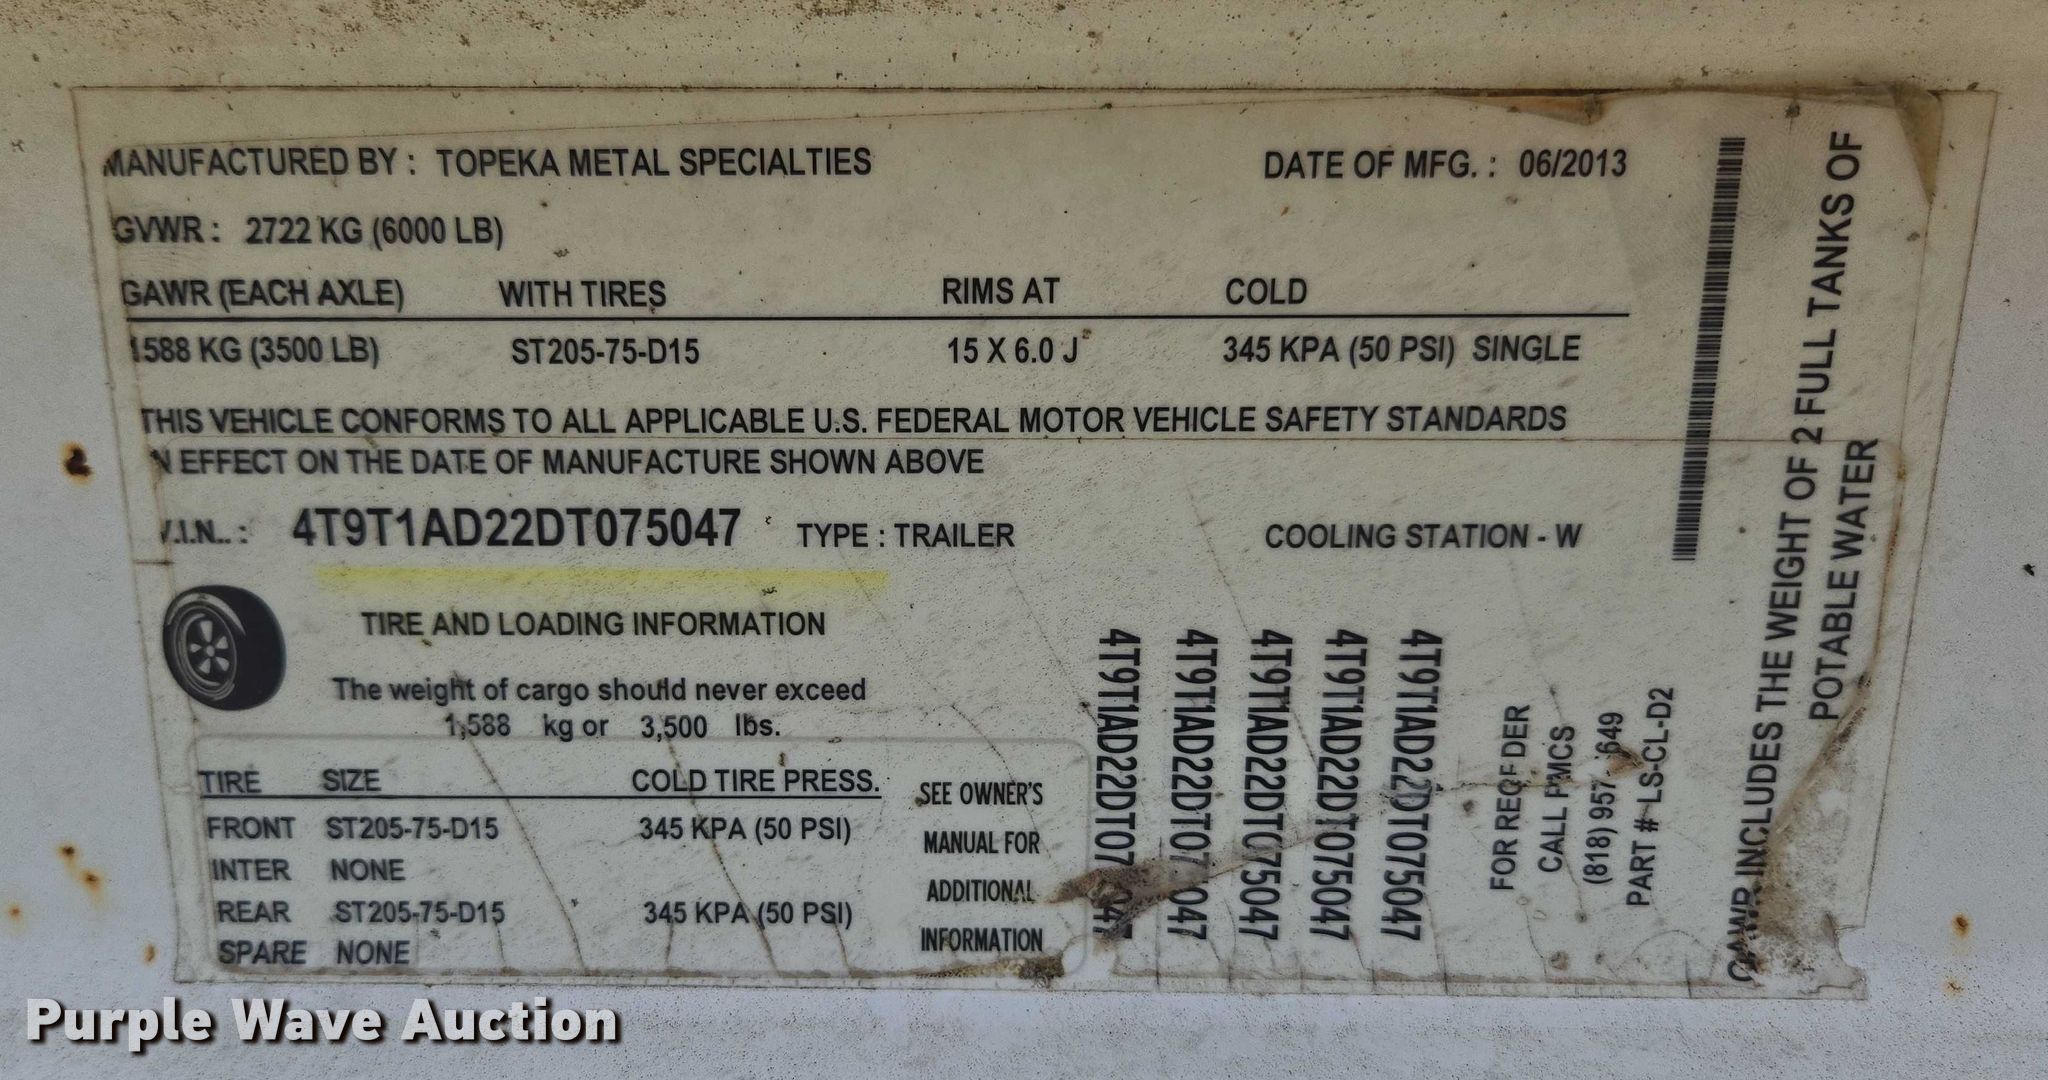 MANUFACTURED BY : TOPEKA METAL SPECIALTIES DATE OF MFG. : 06/2013
GVWR : 2722 KG (6000 LB)
GAWR (EACH AXLE) WITH TIRES RIMS AT COLD
1588 KG (3500 LB) ST205-75-D15 15 X 6.0 J 345 KPA (50 PSI) SINGLE
THIS VEHICLE CONFORMS TO ALL APPLICABLE U.S. FEDERAL MOTOR VEHICLE SAFETY STANDARDS
IN EFFECT ON THE DATE OF MANUFACTURE SHOWN ABOVE
V.I.N.. : 4T9T1AD22DT075047 TYPE : TRAILER COOLING STATION - W
TIRE AND LOADING INFORMATION
The weight of cargo should never exceed
1,588 kg or 3,500 lbs.
TIRE SIZE COLD TIRE PRESS.
FRONT ST205-75-D15 345 KPA (50 PSI)
INTER NONE
REAR ST205-75-D15 345 KPA (50 PSI)
SPARE NONE
SEE OWNER'S
MANUAL FOR
ADDITIONAL
INFORMATION
4T9T1AD22DT075047
4T9T1AD22DT075047
4T9T1AD22DT075047
4T9T1AD22DT075047
4T9T1AD22DT075047
FOR
CALL PMCS
(818) 957- 649
PART # LS-CL-D2
GAWR INCLUDES THE WEIGHT OF 2 FULL TANKS OF
POTABLE WATER
Purple Wave Auction